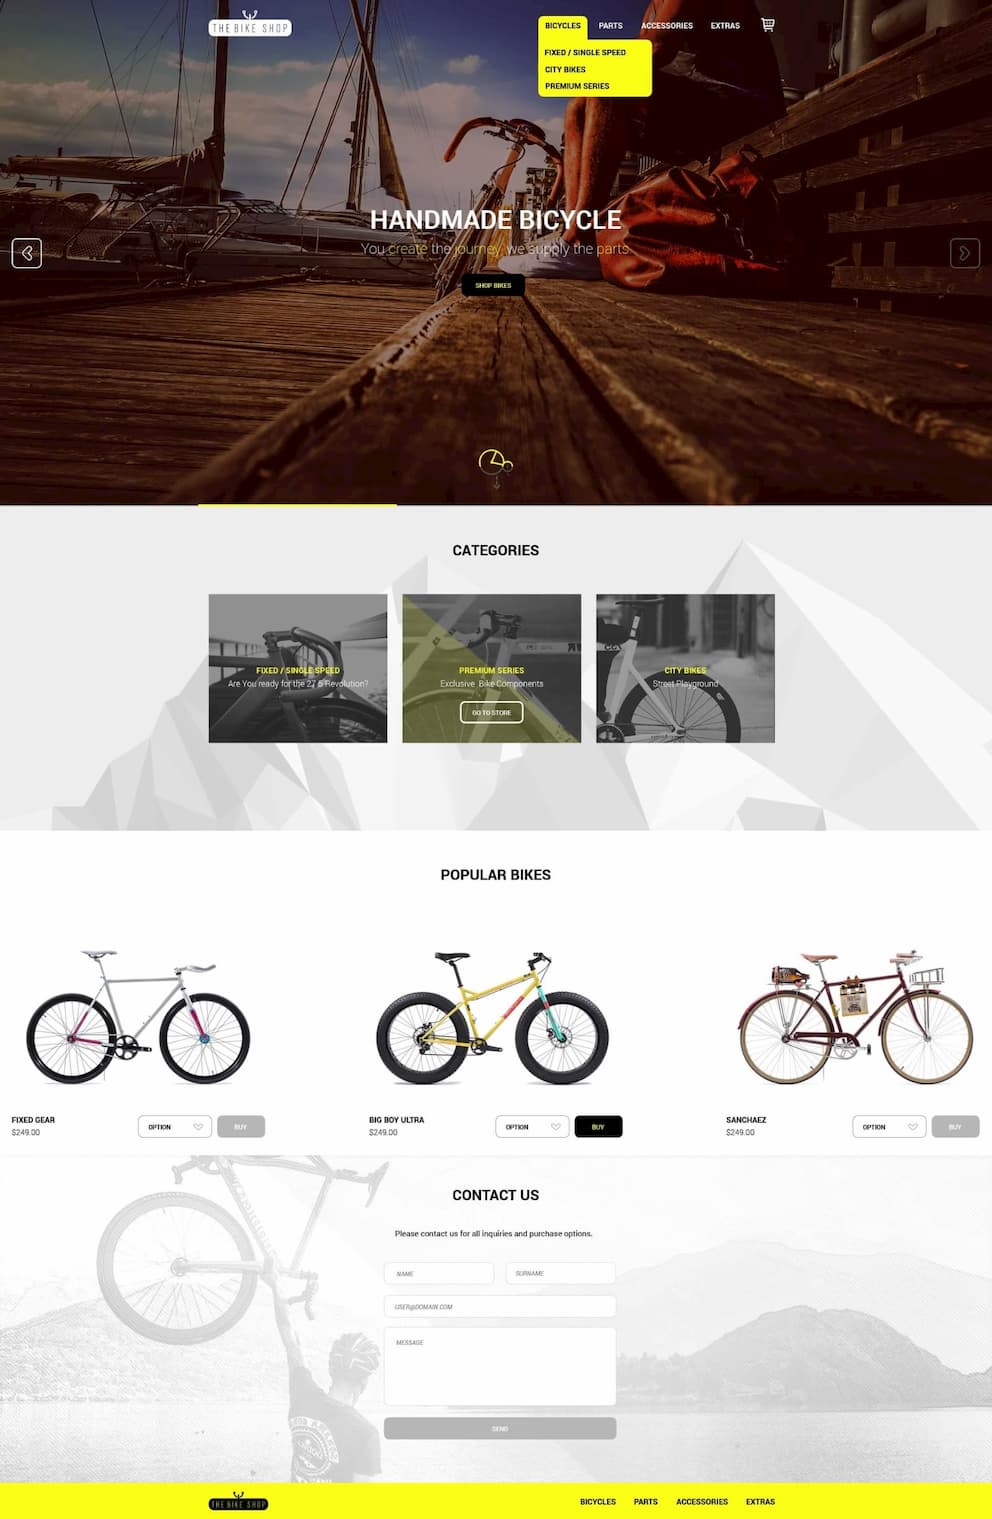 THE BIKE SHOP
BICYCLES PARTS ACCESSORIES EXTRAS
FIXED / SINGLE SPEED
CITY BIKES
PREMIUM SERIES
HANDMADE BICYCLE
You create the journey, we supply the parts.
SHOP BIKES
CATEGORIES
FIXED / SINGLE SPEED
Are You ready for the 27.5 Revolution?
PREMIUM SERIES
Exclusive Bike Components
GO TO STORE
CITY BIKES
Street Playground
POPULAR BIKES
FIXED GEAR
$249.00
OPTION
BUY
BIG BOY ULTRA
$249.00
OPTION
BUY
SANCHAEZ
$249.00
OPTION
BUY
CONTACT US
Please contact us for all inquiries and purchase options.
NAME
SURNAME
USER@DOMAIN.COM
MESSAGE
SEND
THE BIKE SHOP
BICYCLES PARTS ACCESSORIES EXTRAS